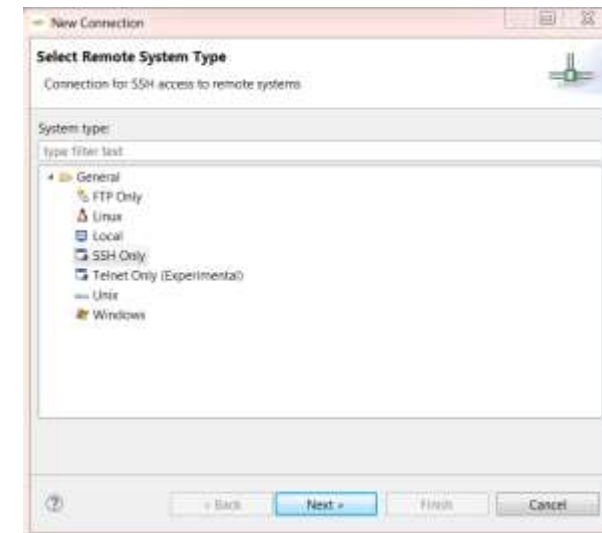 New Connection
Select Remote System Type
Connection for SSH access to remote systems
System type:
type filter text
General
FTP Only
Linux
Local
SSH Only
Telnet Only (Experimental)
Unix
Windows
< Back Next > Finish Cancel